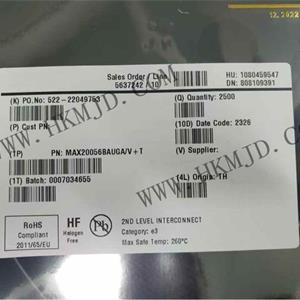 12.2022
Sales Order / Line
5637242 / 10
HU: 1080459547
DN: 808109391
(K) PO.No: 522-22049753
(Q) Quantity: 2500
(P) Cust PN:
(10D) Date Code: 2326
(1P) PN: MAX20056BAUGA/V+T
(V) Supplier:
(1T) Batch: 0007034655
(4L) Origin: TH
RoHS
Compliant
2011/65/EU
HF
Halogen
Free
2ND LEVEL INTERCONNECT
Category: e3
Max Safe Temp: 260°C
WWW.HKMJD.COM